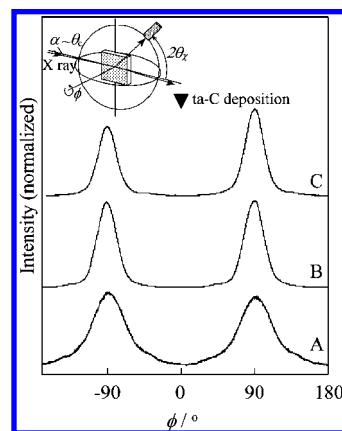 α~θc
X ray
2θχ
ϕ
▼ ta-C deposition
Intensity (normalized)
C
B
A
-90 0 90 180
ϕ / °